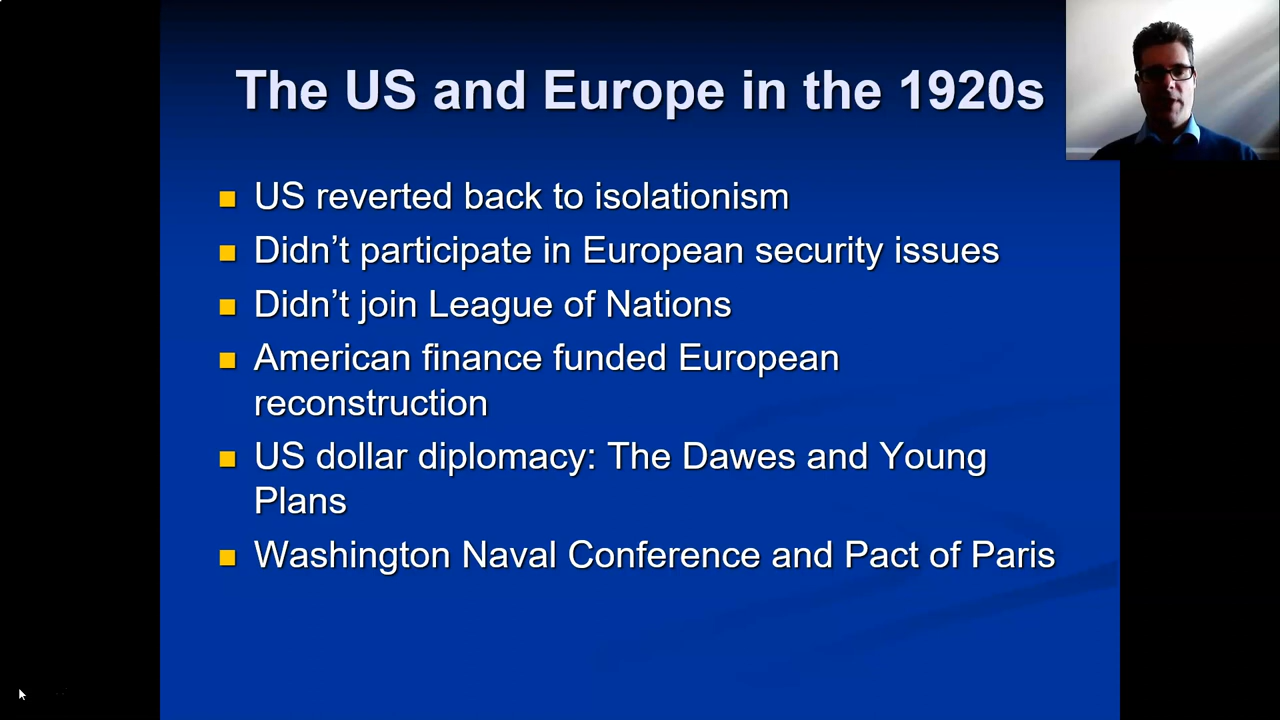 The US and Europe in the 1920s
US reverted back to isolationism
Didn’t participate in European security issues
Didn’t join League of Nations
American finance funded European
reconstruction
US dollar diplomacy: The Dawes and Young
Plans
Washington Naval Conference and Pact of Paris